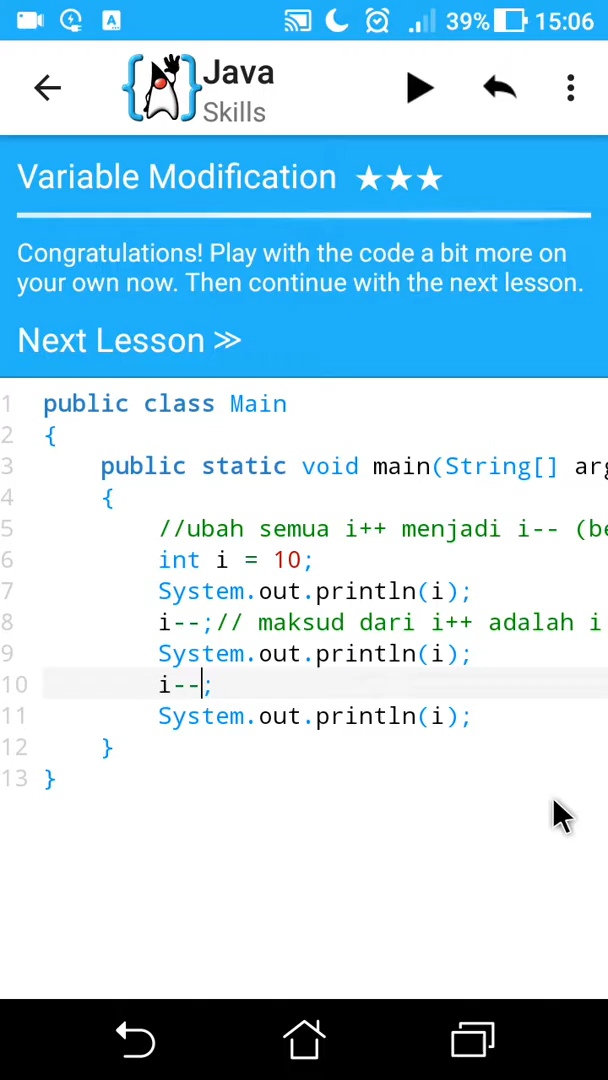 39% 15:06
Java
Skills
Variable Modification ★★★
Congratulations! Play with the code a bit more on
your own now. Then continue with the next lesson.
Next Lesson ≫
1 public class Main
2 {
3 public static void main(String[]
4 {
5 //ubah semua i++ menjadi i-- 
6 int i = 10;
7 System.out.println(i);
8 i--;// maksud dari i++ adalah i
9 System.out.println(i);
10 i--;
11 System.out.println(i);
12 }
13 }